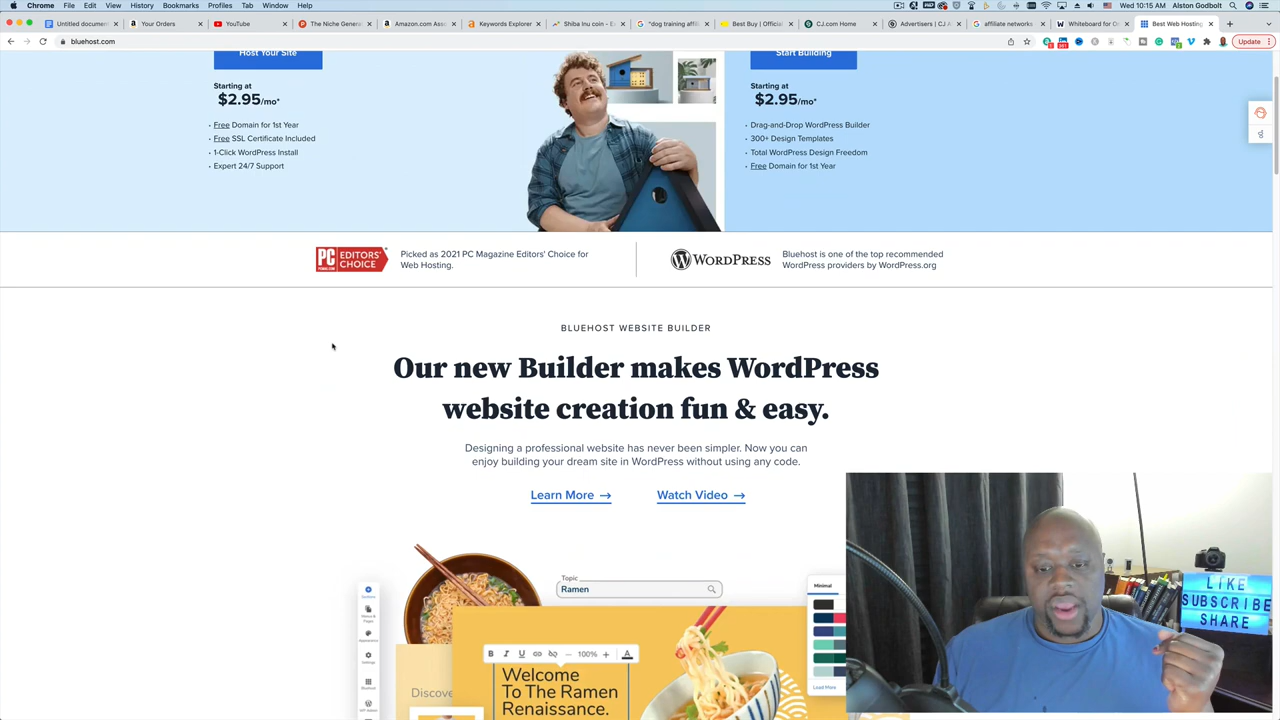 Chrome File Edit View History Bookmarks Profiles Tab Window Help
Wed 10:15 AM Alston Godbolt
Untitled documen
Your Orders
YouTube
The Niche Genera
Amazon.com Asso
Keywords Explorer
Shiba Inu coin - E
"dog training affili
Best Buy | Official
CJ.com Home
Advertisers | CJ A
affiliate networks
Whiteboard for On
Best Web Hosting
bluehost.com
Update
Host Your Site
Starting at
$2.95/mo*
Free Domain for 1st Year
Free SSL Certificate Included
1-Click WordPress Install
Expert 24/7 Support
Start Building
Starting at
$2.95/mo*
Drag-and-Drop WordPress Builder
300+ Design Templates
Total WordPress Design Freedom
Free Domain for 1st Year
PC EDITORS' CHOICE
Picked as 2021 PC Magazine Editors' Choice for
Web Hosting.
WORDPRESS
Bluehost is one of the top recommended
WordPress providers by WordPress.org
BLUEHOST WEBSITE BUILDER
Our new Builder makes WordPress
website creation fun & easy.
Designing a professional website has never been simpler. Now you can
enjoy building your dream site in WordPress without using any code.
Learn More →
Watch Video →
Topic
Ramen
Minimal
Load More
B I U 100% A
Discove
Welcome
To The Ramen
Renaissance.
LIKE
SUBSCRIBE
SHARE